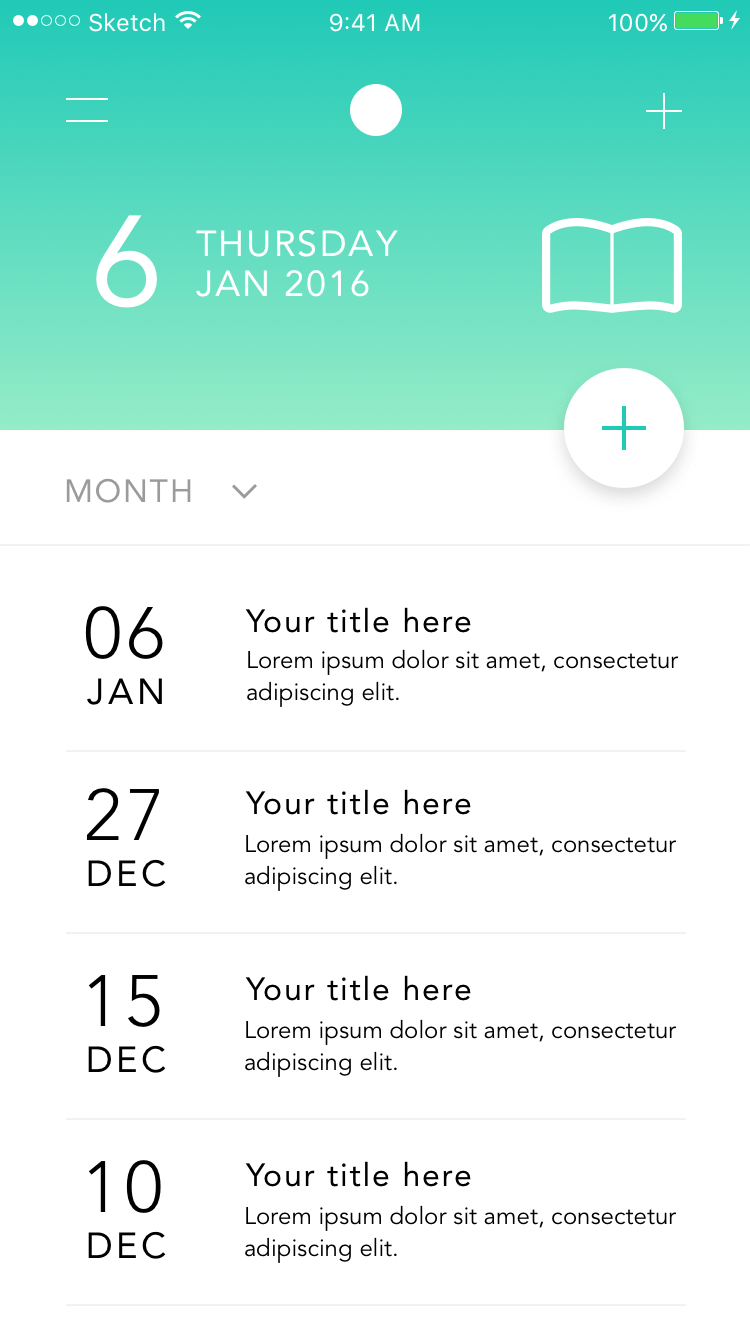 Sketch 9:41 AM 100%
6 THURSDAY
JAN 2016
MONTH
06 Your title here
Lorem ipsum dolor sit amet, consectetur
JAN adipiscing elit.
27 Your title here
Lorem ipsum dolor sit amet, consectetur
DEC adipiscing elit.
15 Your title here
Lorem ipsum dolor sit amet, consectetur
DEC adipiscing elit.
10 Your title here
Lorem ipsum dolor sit amet, consectetur
DEC adipiscing elit.